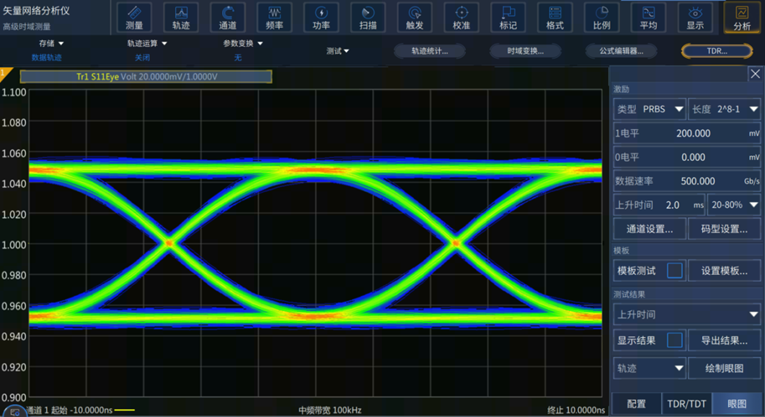 矢量网络分析仪
高级时域测量
测量 轨迹 通道 频率 功率 扫描 触发 校准 标记 格式 比例 平均 显示 分析
存储 轨迹运算 参数变换 测试 轨迹统计... 时域变换... 公式编辑器... TDR...
数据轨迹 关闭 无
1
Tr1 S11Eye Volt 20.0000mV/1.0000V
1.100
1.080
1.060
1.040
1.020
1.000
0.980
0.960
0.940
0.920
0.900
通道 1 起始 -10.0000ns 中频带宽 100kHz 终止 10.0000ns
激励
类型 PRBS 长度 2^8-1
1电平 200.000 mV
0电平 0.000 mV
数据速率 500.000 Gb/s
上升时间 2.0 ms 20-80%
通道设置... 码型设置...
模板
模板测试 设置模板...
测试结果
上升时间
显示结果 导出结果...
轨迹 绘制眼图
配置 TDR/TDT 眼图